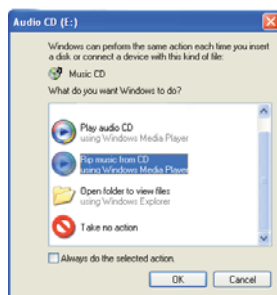 Audio CD (E:)
Windows can perform the same action each time you insert
a disk or connect a device with this kind of file:
Music CD
What do you want Windows to do?
Play audio CD
using Windows Media Player
Rip music from CD
using Windows Media Player
Open folder to view files
using Windows Explorer
Take no action
Always do the selected action.
OK
Cancel